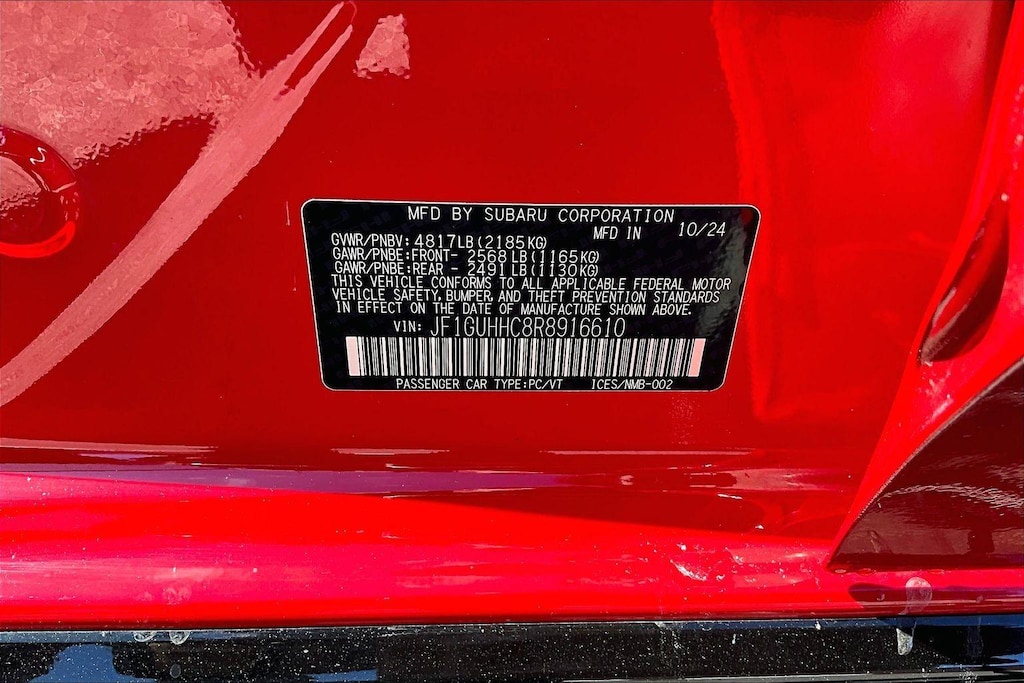 MFD BY SUBARU CORPORATION
MFD IN 10/24
GVWR/PNBV: 4817LB(2185KG)
GAWR/PNBE:FRONT- 2568LB(1165KG)
GAWR/PNBE:REAR - 2491LB(1130KG)
THIS VEHICLE CONFORMS TO ALL APPLICABLE FEDERAL MOTOR
VEHICLE SAFETY, BUMPER, AND THEFT PREVENTION STANDARDS
IN EFFECT ON THE DATE OF MANUFACTURE SHOWN ABOVE.
VIN: JF1GUHHC8R8916610
PASSENGER CAR TYPE:PC/VT ICES/NMB-002